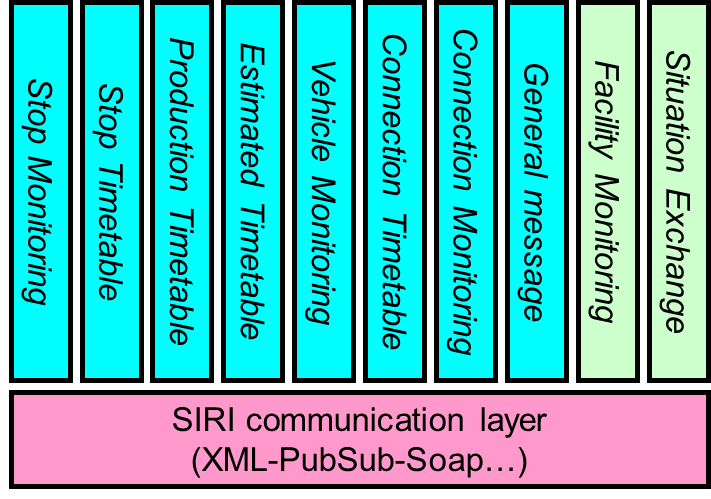 Stop Monitoring
Stop Timetable
Production Timetable
Estimated Timetable
Vehicle Monitoring
Connection Timetable
Connection Monitoring
General message
Facility Monitoring
Situation Exchange
SIRI communication layer
(XML-PubSub-Soap…)